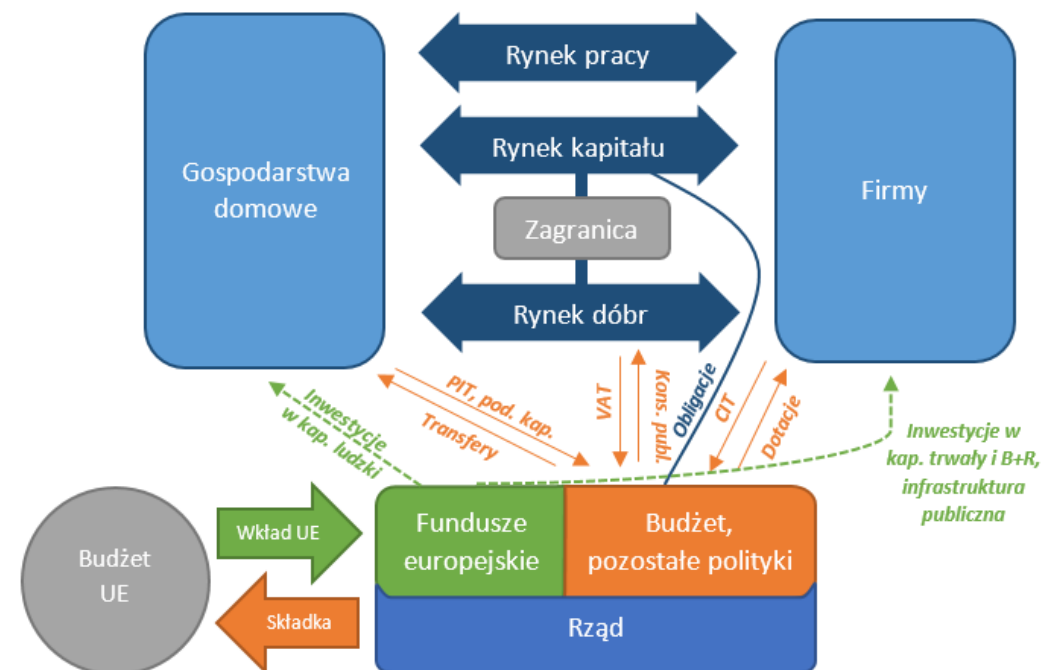 Rynek pracy
Rynek kapitału
Gospodarstwa
domowe
Firmy
Zagranica
Rynek dóbr
PIT, pod. kap.
Transfery
VAT
Kons. publ.
Obligacje
CIT
Dotacje
Inwestycje
w kap. ludzki
Inwestycje w
kap. trwały i B+R,
infrastruktura
publiczna
Budżet
UE
Wkład UE
Składka
Fundusze
europejskie
Budżet,
pozostałe polityki
Rząd